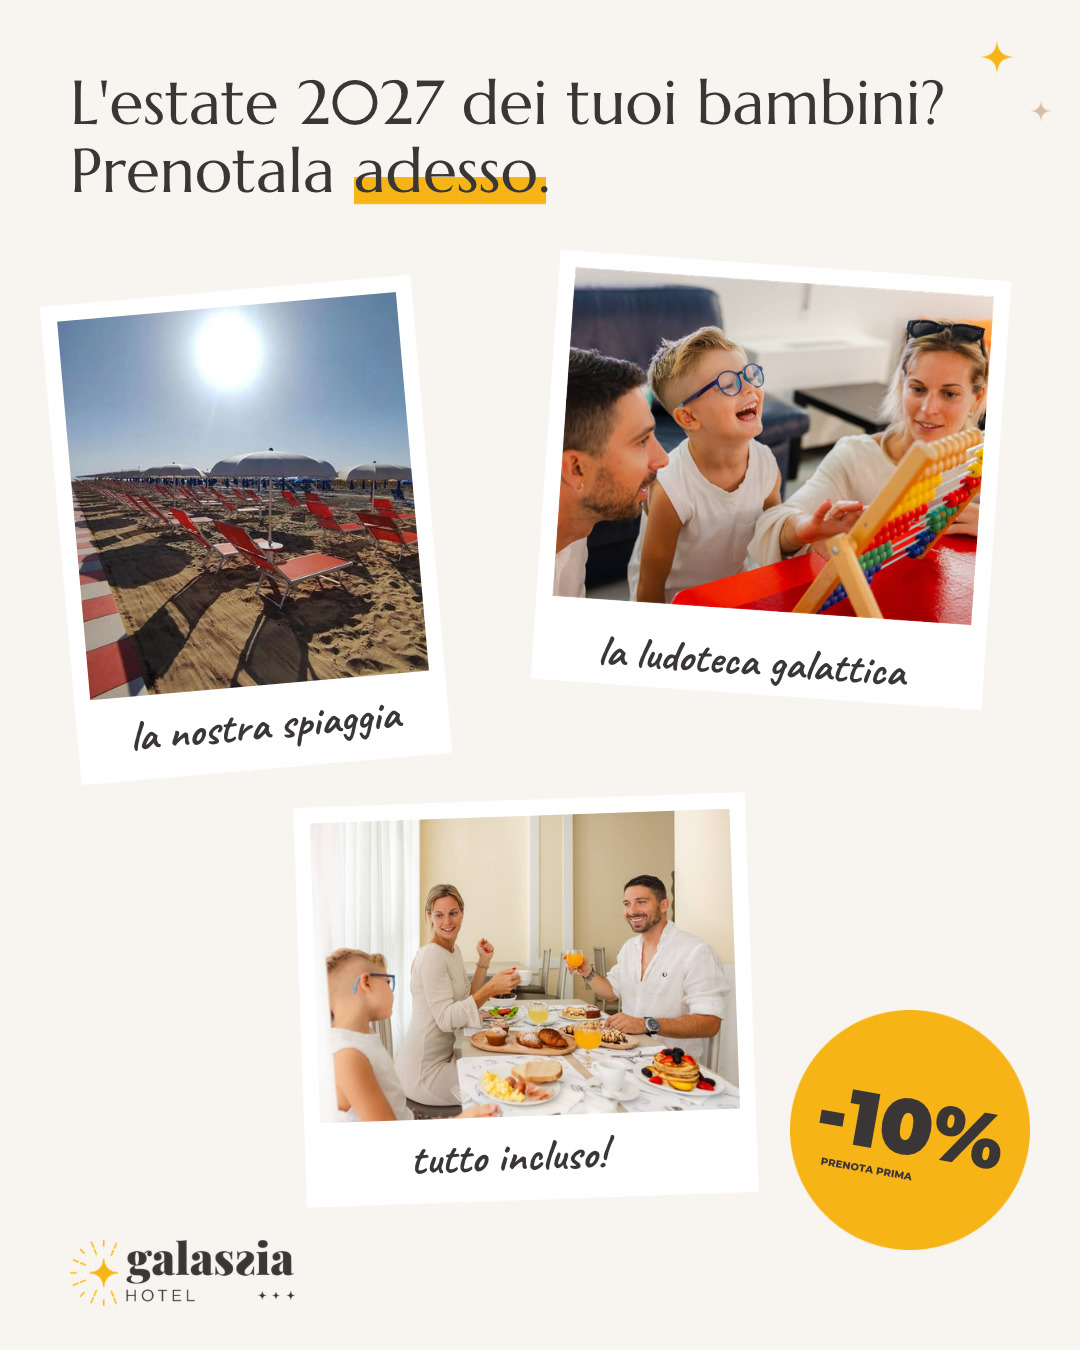 L'estate 2027 dei tuoi bambini?
Prenotala adesso.
la nostra spiaggia
la ludoteca galattica
tutto incluso!
-10%
PRENOTA PRIMA
galassia
HOTEL